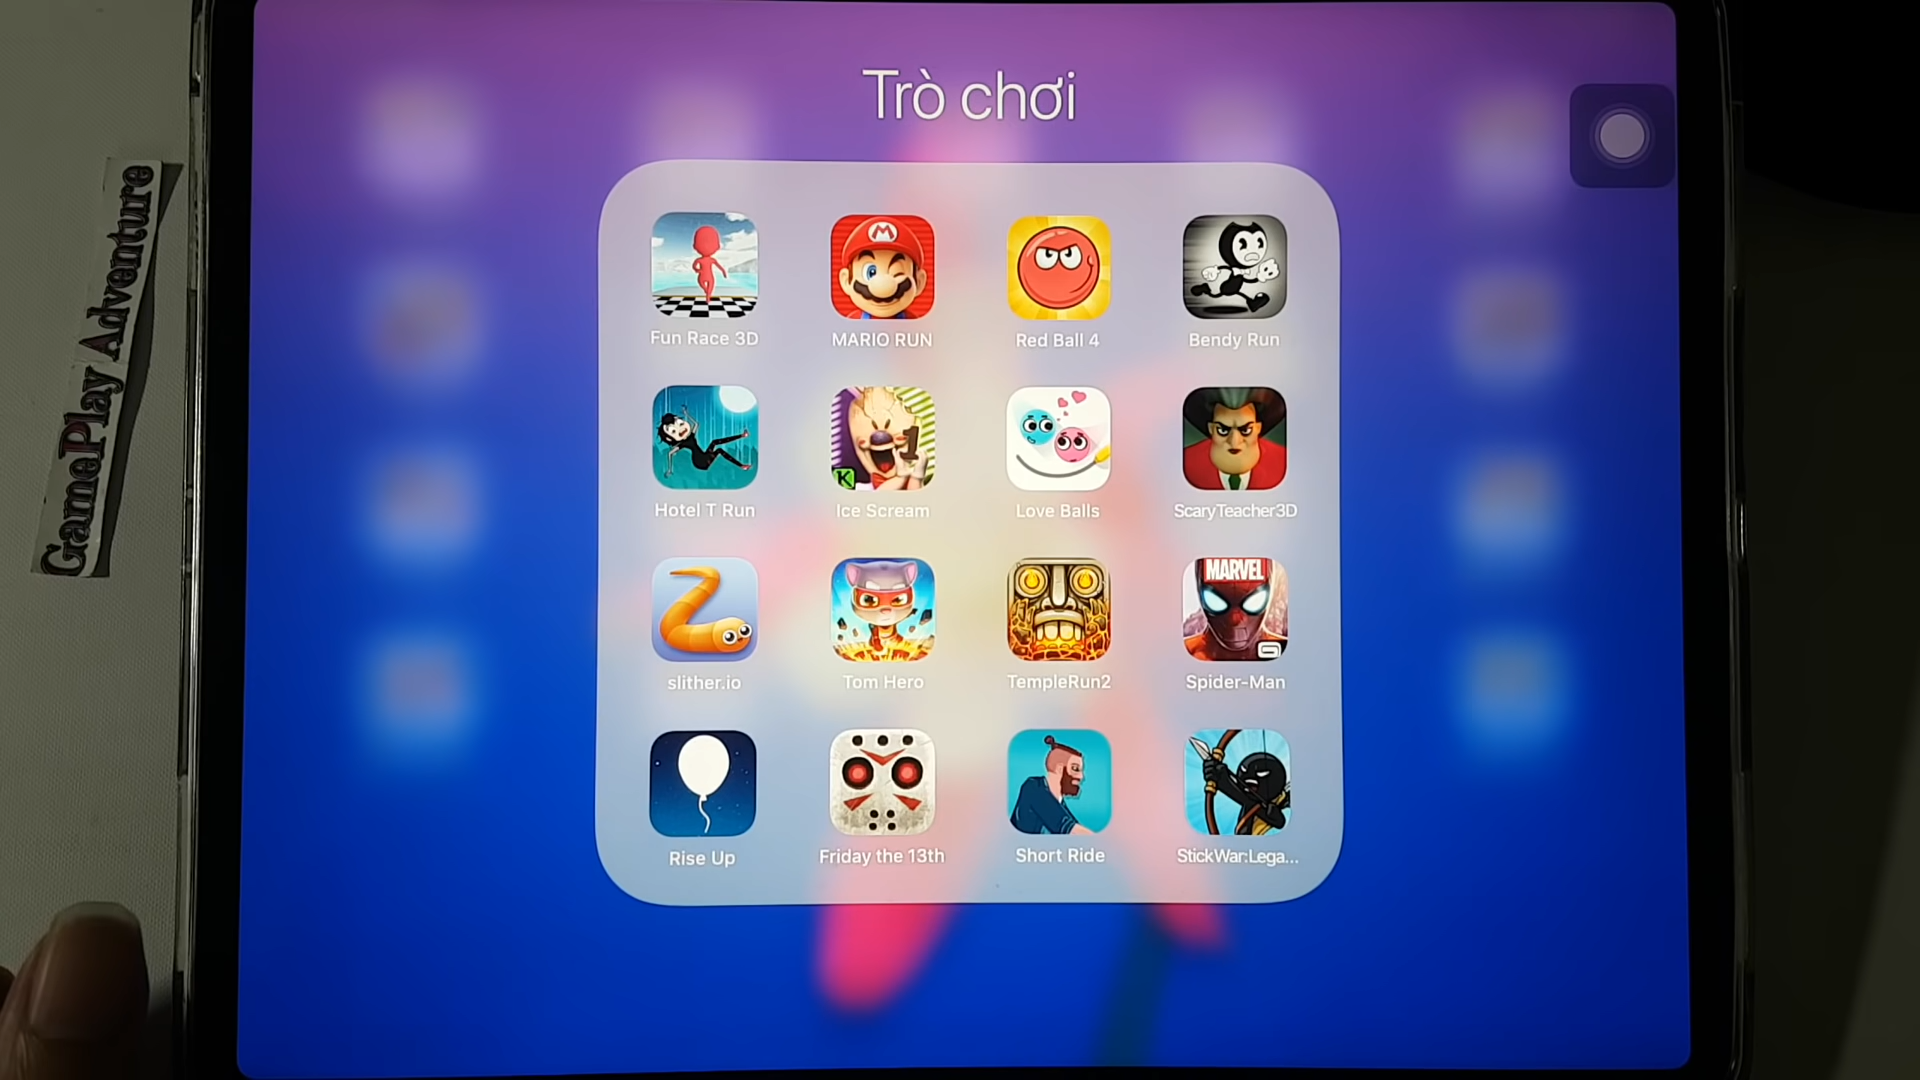 Trò chơi
GamePlay Adventure
Fun Race 3D
MARIO RUN
Red Ball 4
Bendy Run
M
Hotel T Run
Ice Scream
Love Balls
ScaryTeacher3D
1
K
slither.io
Tom Hero
TempleRun2
Spider-Man
MARVEL
Rise Up
Friday the 13th
Short Ride
StickWar:Lega...